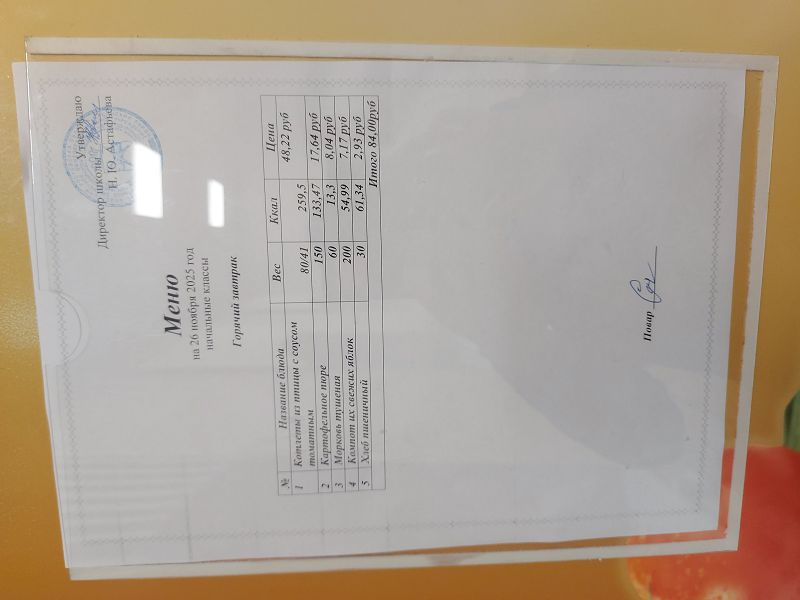 Утверждаю
Директор школы
Н. Ю. Астафьева
Меню
на 26 ноября 2025 год
начальные классы
Горячий завтрак
№ Название блюда Вес Ккал Цена
1 Котлеты из птицы с соусом томатным 80/41 259,5 48,22 руб
2 Картофельное пюре 150 133,47 17,64 руб
3 Морковь тушеная 60 13,3 8,04 руб
4 Компот их свежих яблок 200 54,99 7,17 руб
5 Хлеб пшеничный 30 61,34 2,93 руб
Итого 84,00руб
Повар